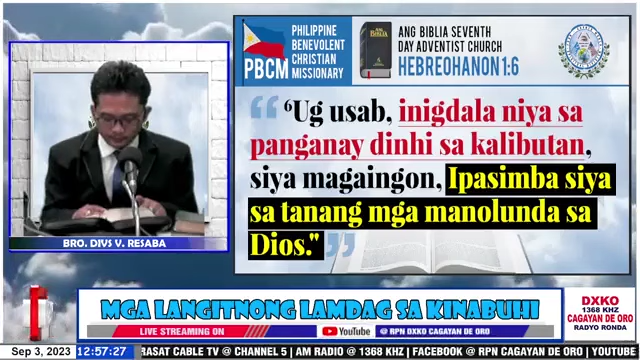 PHILIPPINE
BENEVOLENT
CHRISTIAN
MISSIONARY
PBCM
ANG BIBLIA SEVENTH
DAY ADVENTIST CHURCH
HEBREOHANON 1:6
“ 6Ug usab, inigdala niya sa
panganay dinhi sa kalibutan,
siya magaingon, Ipasimba siya
sa tanang mga manolunda sa
Dios." ”
BRO. DIVS V. RESABA
MGA LANGITNONG LAMDAG SA KINABUHI
LIVE STREAMING ON YouTube @ RPN DXKO CAGAYAN DE ORO
DXKO
1368 KHZ
CAGAYAN DE ORO
RADYO RONDA
Sep 3, 2023 12:57:27 RASAT CABLE TV @ CHANNEL 5 | AM RADIO @ 1368 KHZ | FACEBOOK @ RPN CAGAYAN DE ORO | YOUTUBE